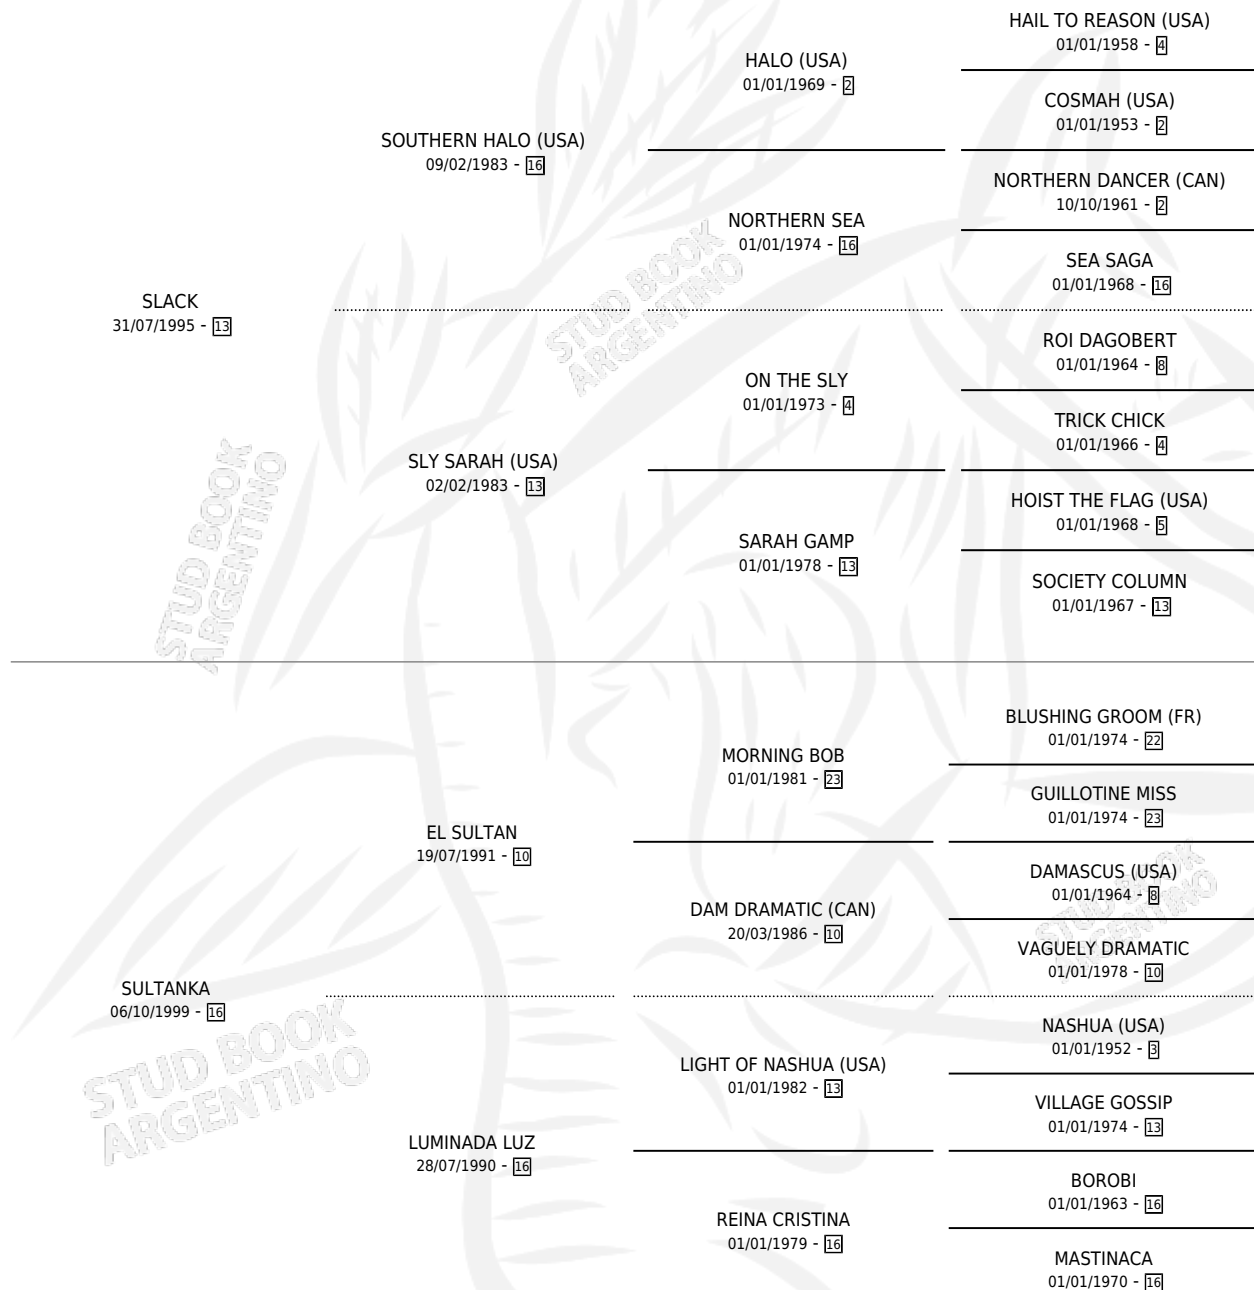 HAIL TO REASON (USA)
01/01/1958 - 4
HALO (USA)
01/01/1969 - 2
COSMAH (USA)
01/01/1953 - 2
SOUTHERN HALO (USA)
09/02/1983 - 16
NORTHERN DANCER (CAN)
10/10/1961 - 2
NORTHERN SEA
01/01/1974 - 16
SEA SAGA
01/01/1968 - 16
SLACK
31/07/1995 - 13
ROI DAGOBERT
01/01/1964 - 8
ON THE SLY
01/01/1973 - 4
TRICK CHICK
01/01/1966 - 4
SLY SARAH (USA)
02/02/1983 - 13
HOIST THE FLAG (USA)
01/01/1968 - 5
SARAH GAMP
01/01/1978 - 13
SOCIETY COLUMN
01/01/1967 - 13
BLUSHING GROOM (FR)
01/01/1974 - 22
MORNING BOB
01/01/1981 - 23
GUILLOTINE MISS
01/01/1974 - 23
EL SULTAN
19/07/1991 - 10
DAMASCUS (USA)
01/01/1964 - 8
DAM DRAMATIC (CAN)
20/03/1986 - 10
VAGUELY DRAMATIC
01/01/1978 - 10
SULTANKA
06/10/1999 - 16
NASHUA (USA)
01/01/1952 - 3
LIGHT OF NASHUA (USA)
01/01/1982 - 13
VILLAGE GOSSIP
01/01/1974 - 13
LUMINADA LUZ
28/07/1990 - 16
BOROBI
01/01/1963 - 16
REINA CRISTINA
01/01/1979 - 16
MASTINACA
01/01/1970 - 16
STUD BOOK
ARGENTINO
STUD BOOK
ARGENTINO
STUD BOOK
ARGENTINO
STUD BOOK
ARGENTINO